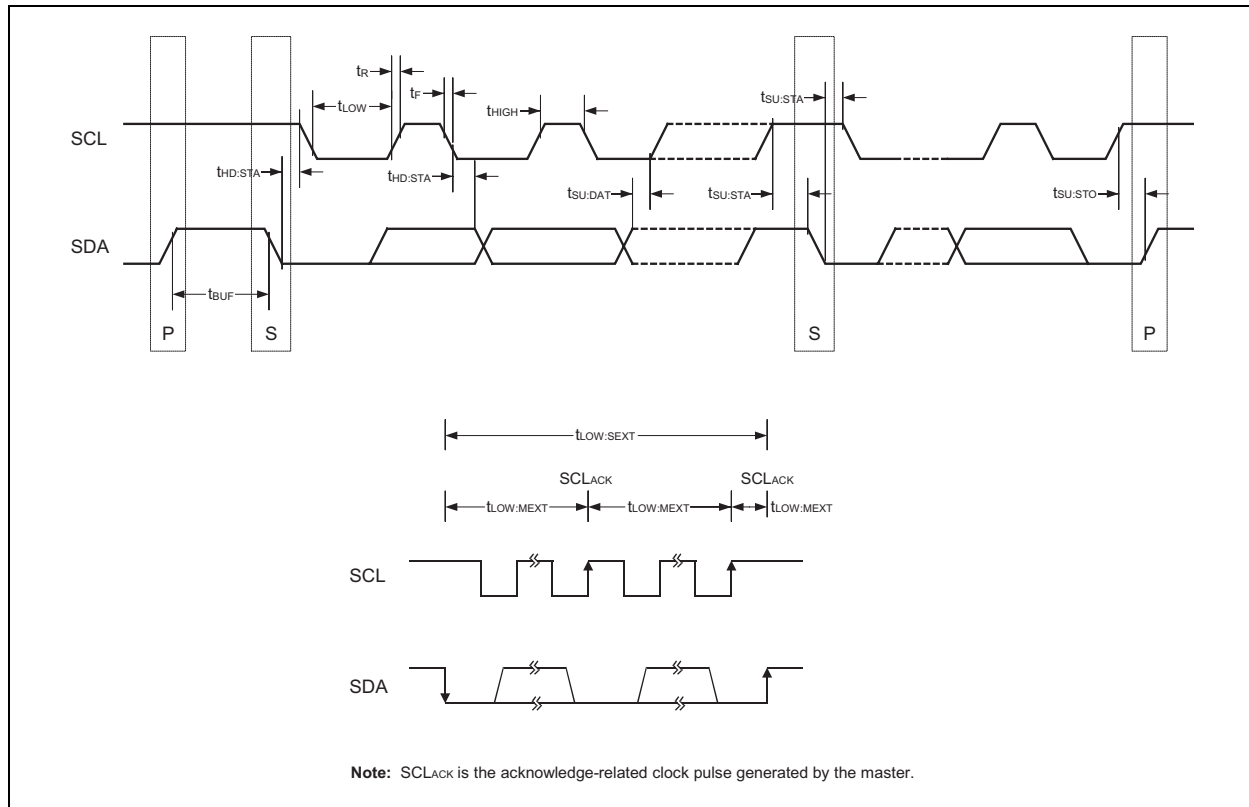 tR
tF
tLOW
tHIGH
tSU:STA
SCL
tHD:STA
tHD:STA
tSU:DAT
tSU:STA
tSU:STO
SDA
tBUF
P
S
S
P
tLOW:SEXT
SCLACK
SCLACK
tLOW:MEXT
tLOW:MEXT
tLOW:MEXT
SCL
SDA
Note: SCLACK is the acknowledge-related clock pulse generated by the master.